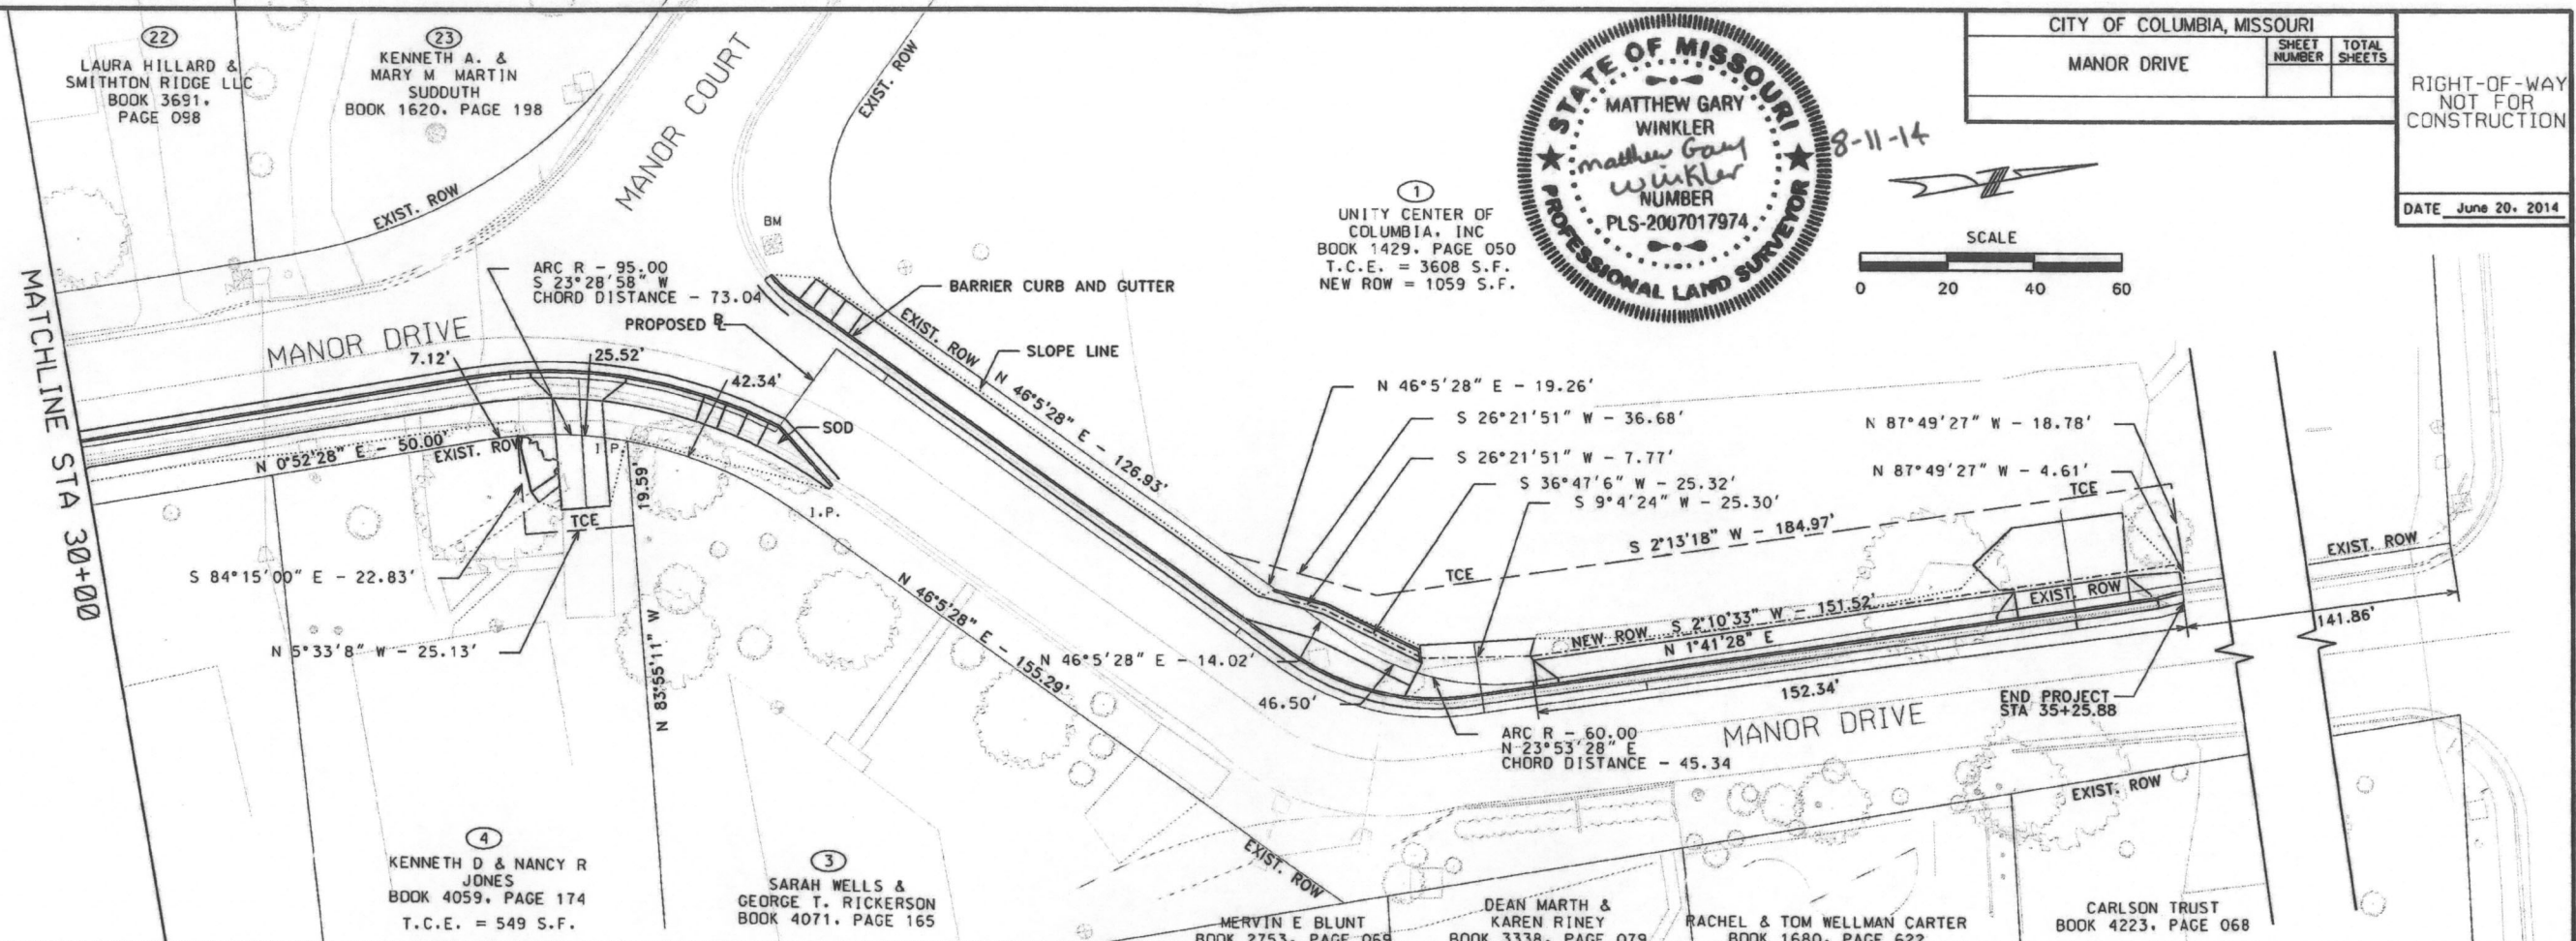 22
LAURA HILLARD &
SMITHTON RIDGE LLC
BOOK 3691.
PAGE 098
23
KENNETH A. &
MARY M MARTIN
SUDDUTH
BOOK 1620. PAGE 198
MANOR COURT
EXIST. ROW
EXIST. ROW
BM
1
UNITY CENTER OF
COLUMBIA. INC
BOOK 1429. PAGE 050
T.C.E. = 3608 S.F.
NEW ROW = 1059 S.F.
STATE OF MISSOURI
MATTHEW GARY
WINKLER
Matthew Gary
Winkler
NUMBER
PLS-2007017974
PROFESSIONAL LAND SURVEYOR
8-11-14
CITY OF COLUMBIA, MISSOURI
MANOR DRIVE
SHEET NUMBER
TOTAL SHEETS
RIGHT-OF-WAY
NOT FOR
CONSTRUCTION
DATE June 20. 2014
SCALE
0 20 40 60
MATCHLINE STA 30+00
ARC R - 95.00
S 23°28'58" W
CHORD DISTANCE - 73.04
PROPOSED
BARRIER CURB AND GUTTER
SLOPE LINE
EXIST. ROW
MANOR DRIVE
7.12'
25.52'
42.34'
SOD
N 0°52'28" E - 50.00'
EXIST. ROW
I.P.
I.P.
19.59'
TCE
S 84°15'00" E - 22.83'
N 5°33'8" W - 25.13'
N 83°55'11" W
N 46°5'28" E - 126.93'
N 46°5'28" E - 155.29'
N 46°5'28" E - 19.26'
S 26°21'51" W - 36.68'
S 26°21'51" W - 7.77'
S 36°47'6" W - 25.32'
S 9°4'24" W - 25.30'
N 87°49'27" W - 18.78'
N 87°49'27" W - 4.61'
TCE
S 2°13'18" W - 184.97'
TCE
EXIST. ROW
EXIST. ROW
NEW ROW S 2°10'33" W - 151.52'
N 1°41'28" E
141.86'
N 46°5'28" E - 14.02'
46.50'
152.34'
END PROJECT
STA 35+25.88
ARC R - 60.00
N 23°53'28" E
CHORD DISTANCE - 45.34
MANOR DRIVE
EXIST. ROW
EXIST. ROW
4
KENNETH D & NANCY R
JONES
BOOK 4059. PAGE 174
T.C.E. = 549 S.F.
3
SARAH WELLS &
GEORGE T. RICKERSON
BOOK 4071. PAGE 165
MERVIN E BLUNT
BOOK 2753. PAGE 069
DEAN MARTH &
KAREN RINEY
BOOK 3338. PAGE 079
RACHEL & TOM WELLMAN CARTER
BOOK 1680. PAGE 622
CARLSON TRUST
BOOK 4223. PAGE 068